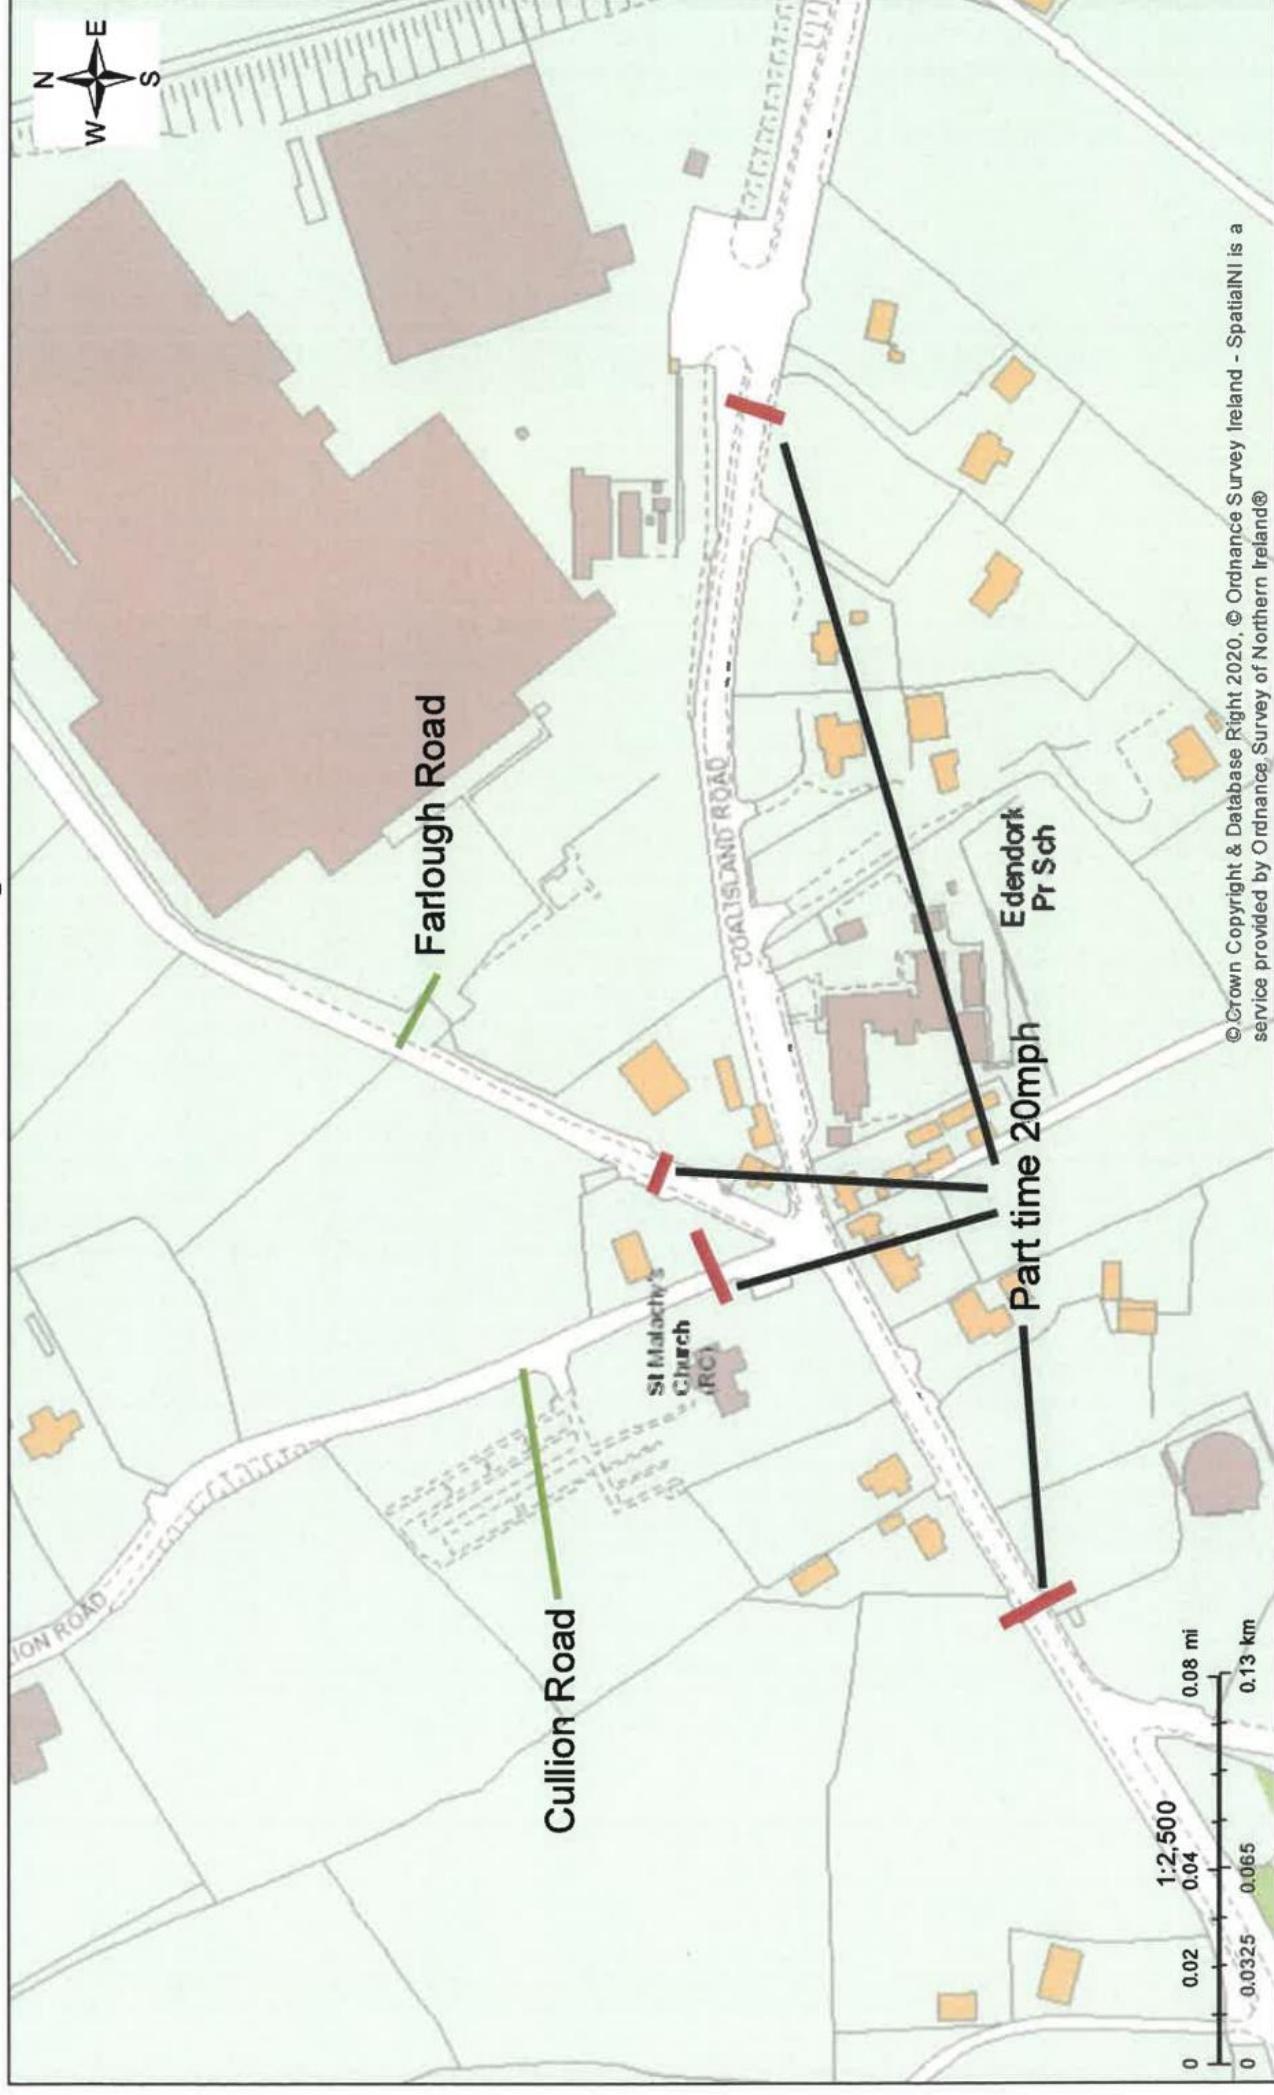 N
W
E
S
ION ROAD
Farlough Road
Cullion Road
St Malachy's
Church
(RC)
COALISLAND ROAD
Edendork
Pr Sch
Part time 20mph
1:2,500
0 0.02 0.04 0.08 mi
0 0.0325 0.065 0.13 km
©Crown Copyright & Database Right 2020, © Ordnance Survey Ireland - SpatialNI is a
service provided by Ordnance Survey of Northern Ireland®